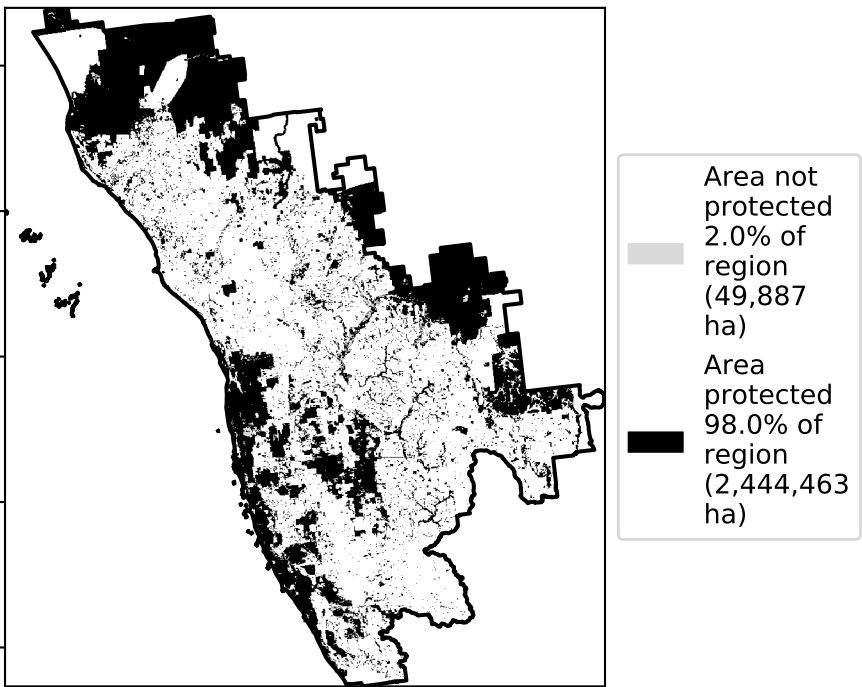 Area not
protected
2.0% of
region
(49,887
ha)
Area
protected
98.0% of
region
(2,444,463
ha)